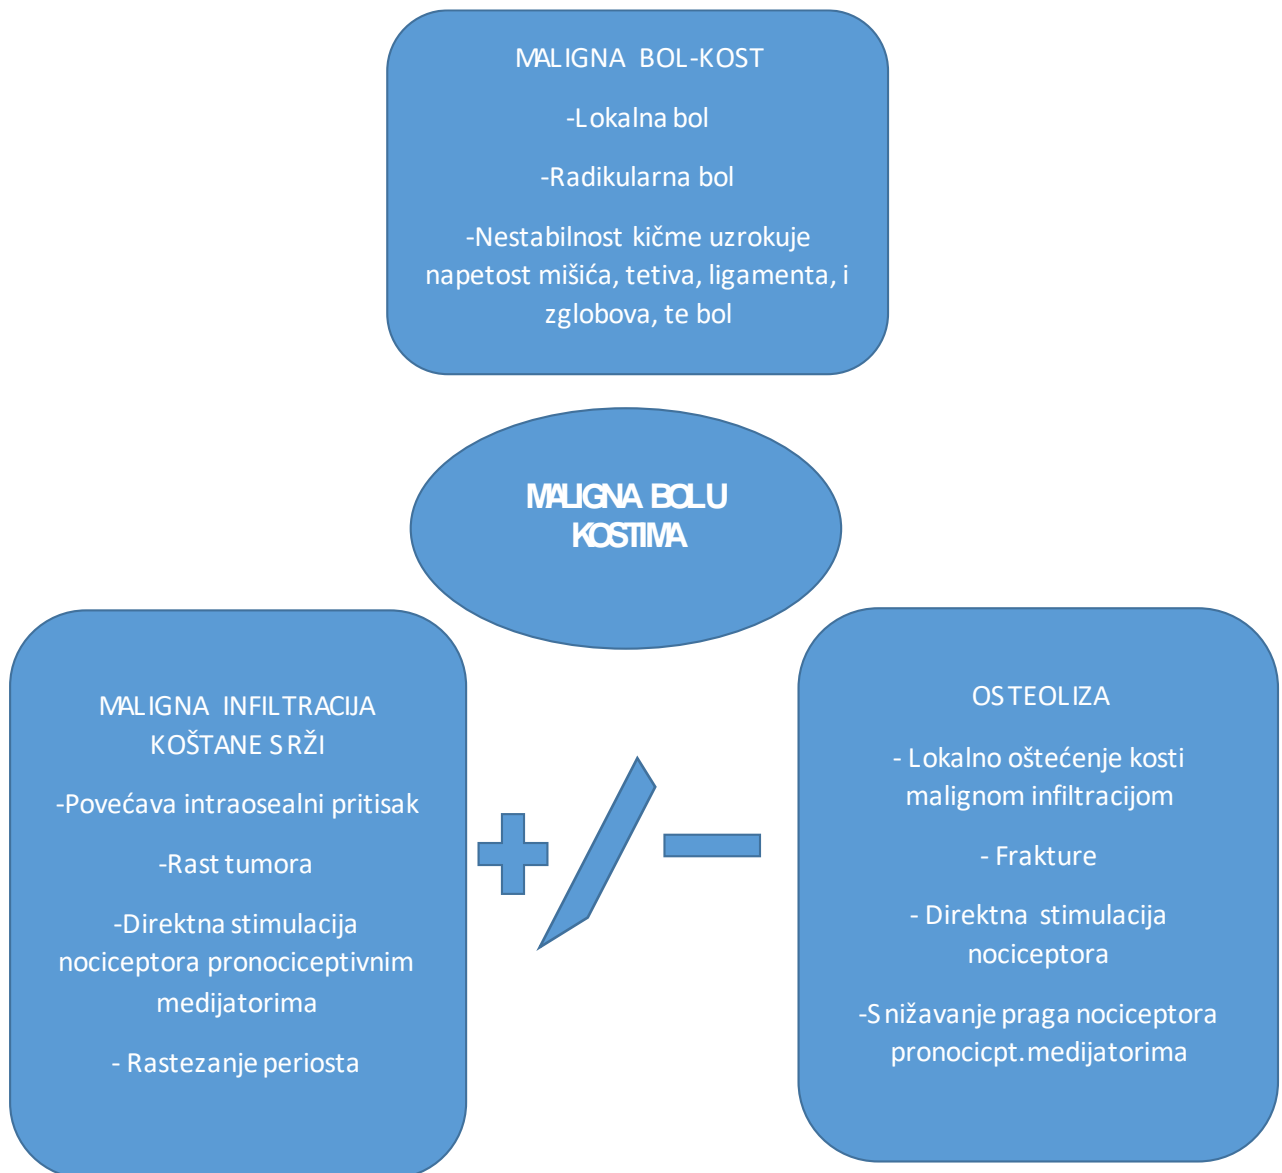 MALIGNA BOL-KOST
-Lokalna bol
-Radikularna bol
-Nestabilnost kičme uzrokuje
napetost mišića, tetiva, ligamenta, i
zglobova, te bol
MALIGNA BOL U
KOSTIMA
MALIGNA INFILTRACIJA
KOŠTANE SRŽI
-Povećava intraosealni pritisak
-Rast tumora
-Direktna stimulacija
nociceptora pronociceptivnim
medijatorima
- Rastezanje periosta
OSTEOLIZA
- Lokalno oštećenje kosti
malignom infiltracijom
- Frakture
- Direktna stimulacija
nociceptora
-Snižavanje praga nociceptora
pronocicpt.medijatorima